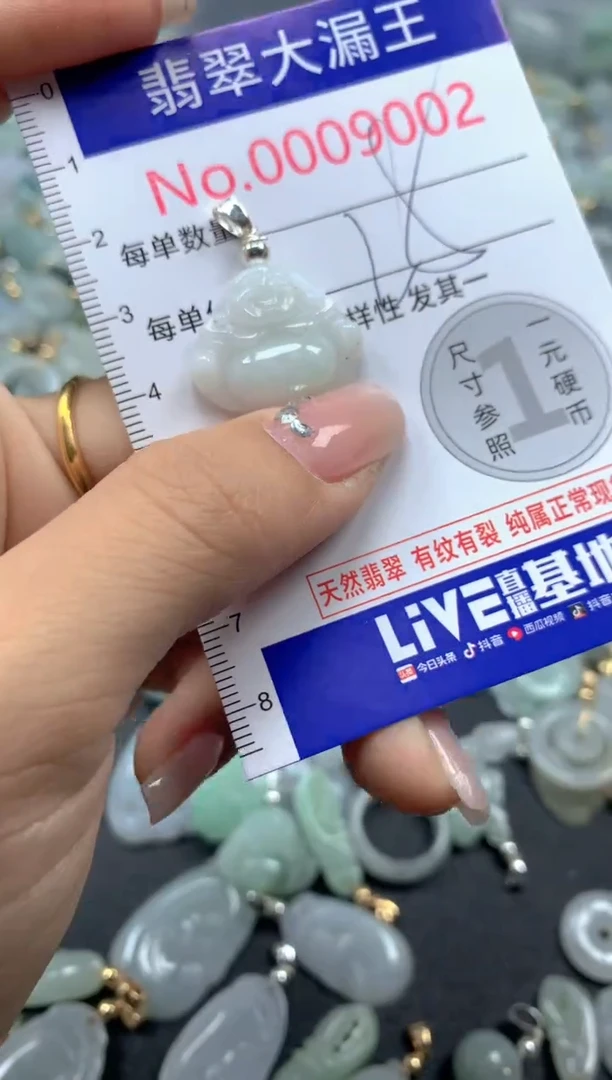 翡翠大漏王
No.0009002
0
1
2
3
4
7
8
每单数量
每单
样性 发其一
尺寸参照
1
一元硬币
天然翡翠 有纹有裂 纯属正常现
LiVE直播基地
今日头条 抖音 西瓜视频 抖音